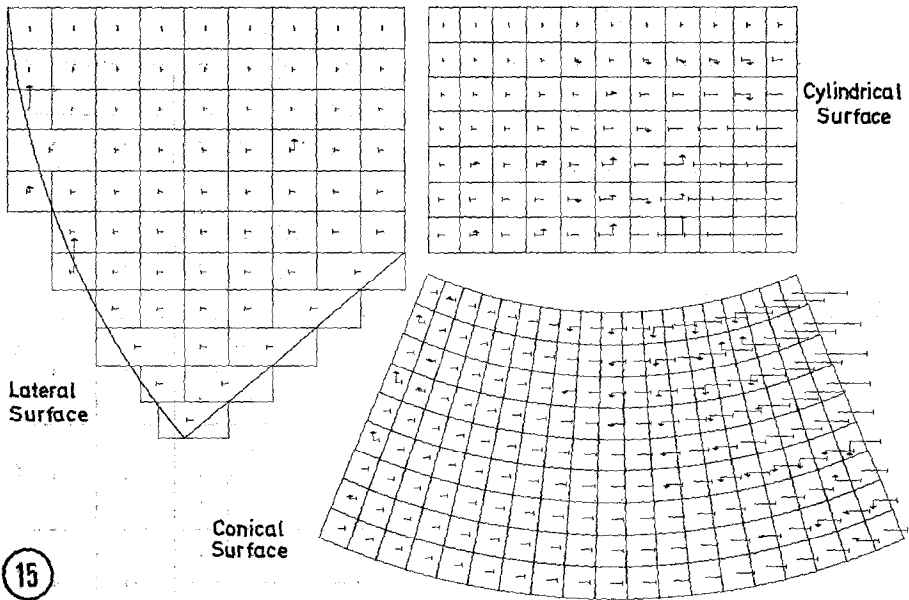 Cylindrical
Surface
Lateral
Surface
Conical
Surface
15